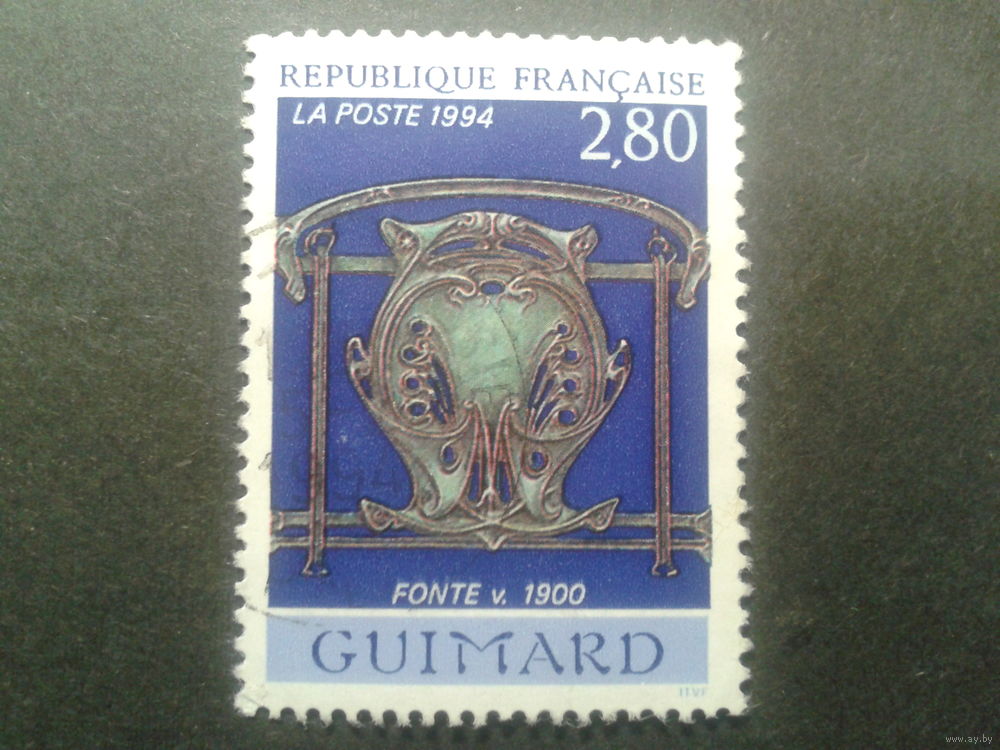 REPUBLIQUE FRANÇAISE
LA POSTE 1994
2,80
FONTE v. 1900
GUIMARD
ITVF
www.ay.by